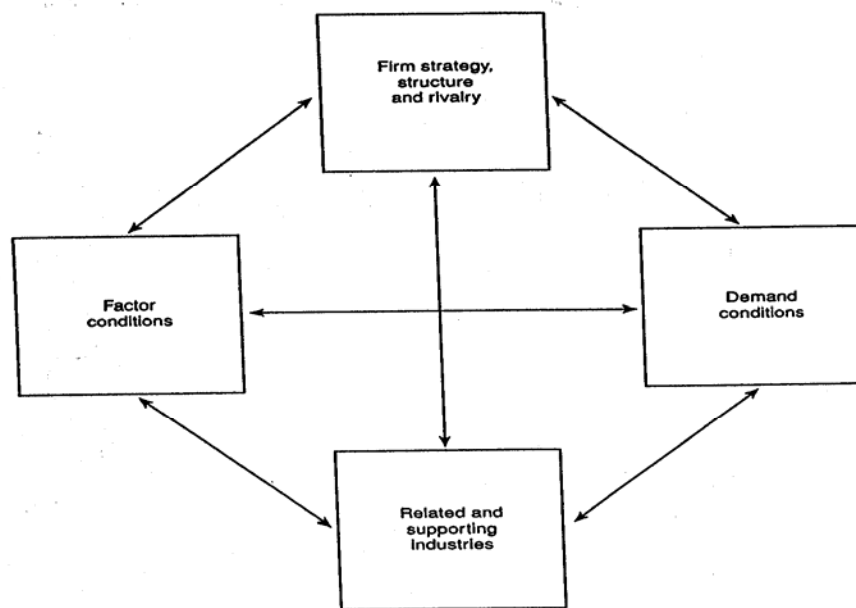 Firm strategy,
structure
and rivalry
Factor
conditions
Demand
conditions
Related and
supporting
industries